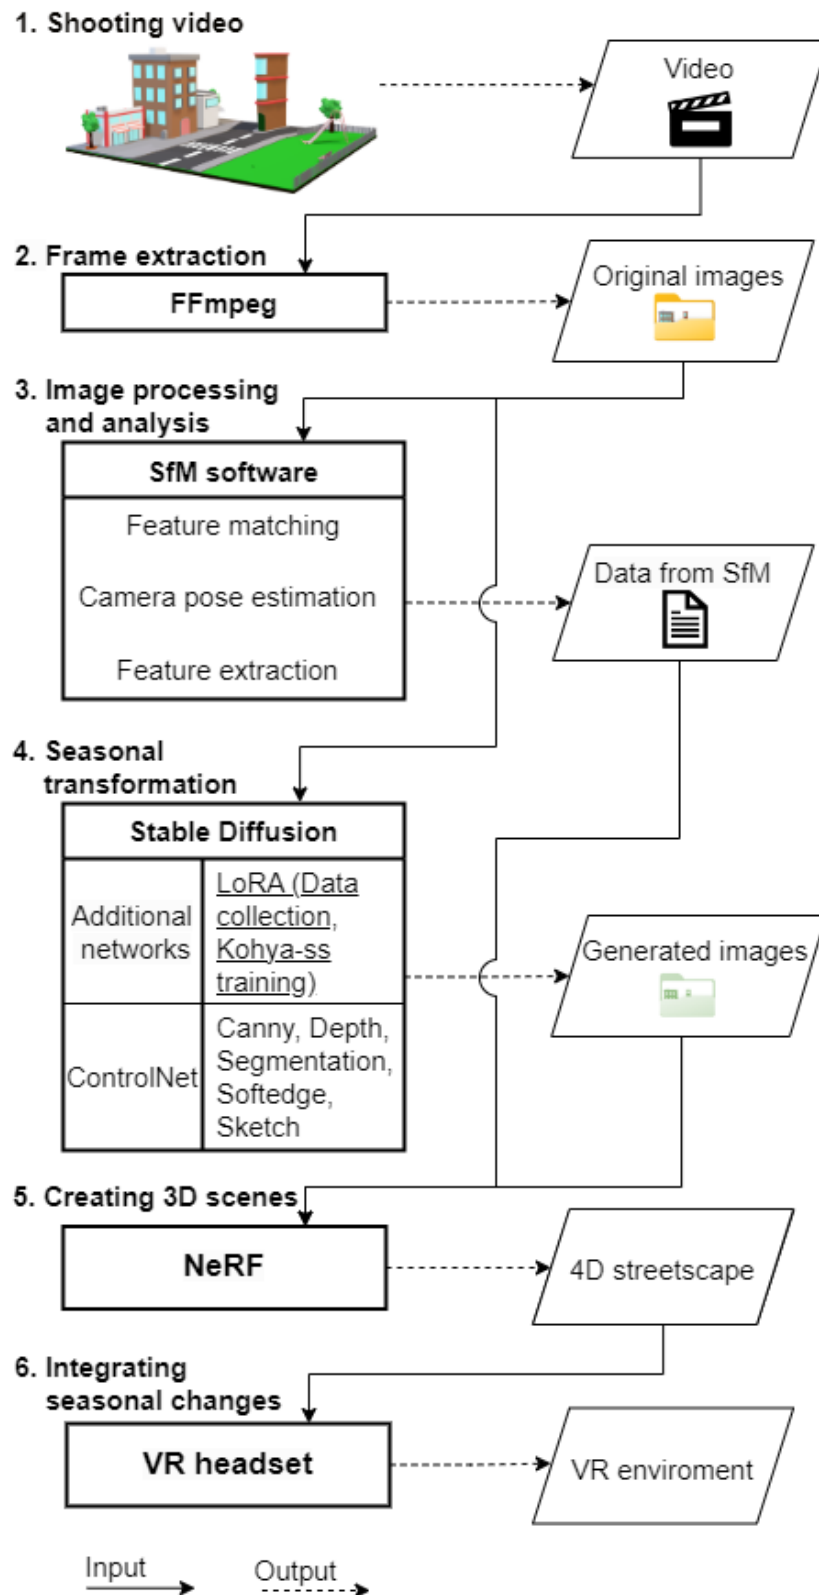 1. Shooting video
Video
2. Frame extraction
FFmpeg
Original images
3. Image processing
and analysis
SfM software
Feature matching
Camera pose estimation
Feature extraction
Data from SfM
4. Seasonal
transformation
Stable Diffusion
Additional
networks
LoRA (Data
collection,
Kohya-ss
training)
ControlNet
Canny, Depth,
Segmentation,
Softedge,
Sketch
Generated images
5. Creating 3D scenes
NeRF
4D streetscape
6. Integrating
seasonal changes
VR headset
VR enviroment
Input
Output